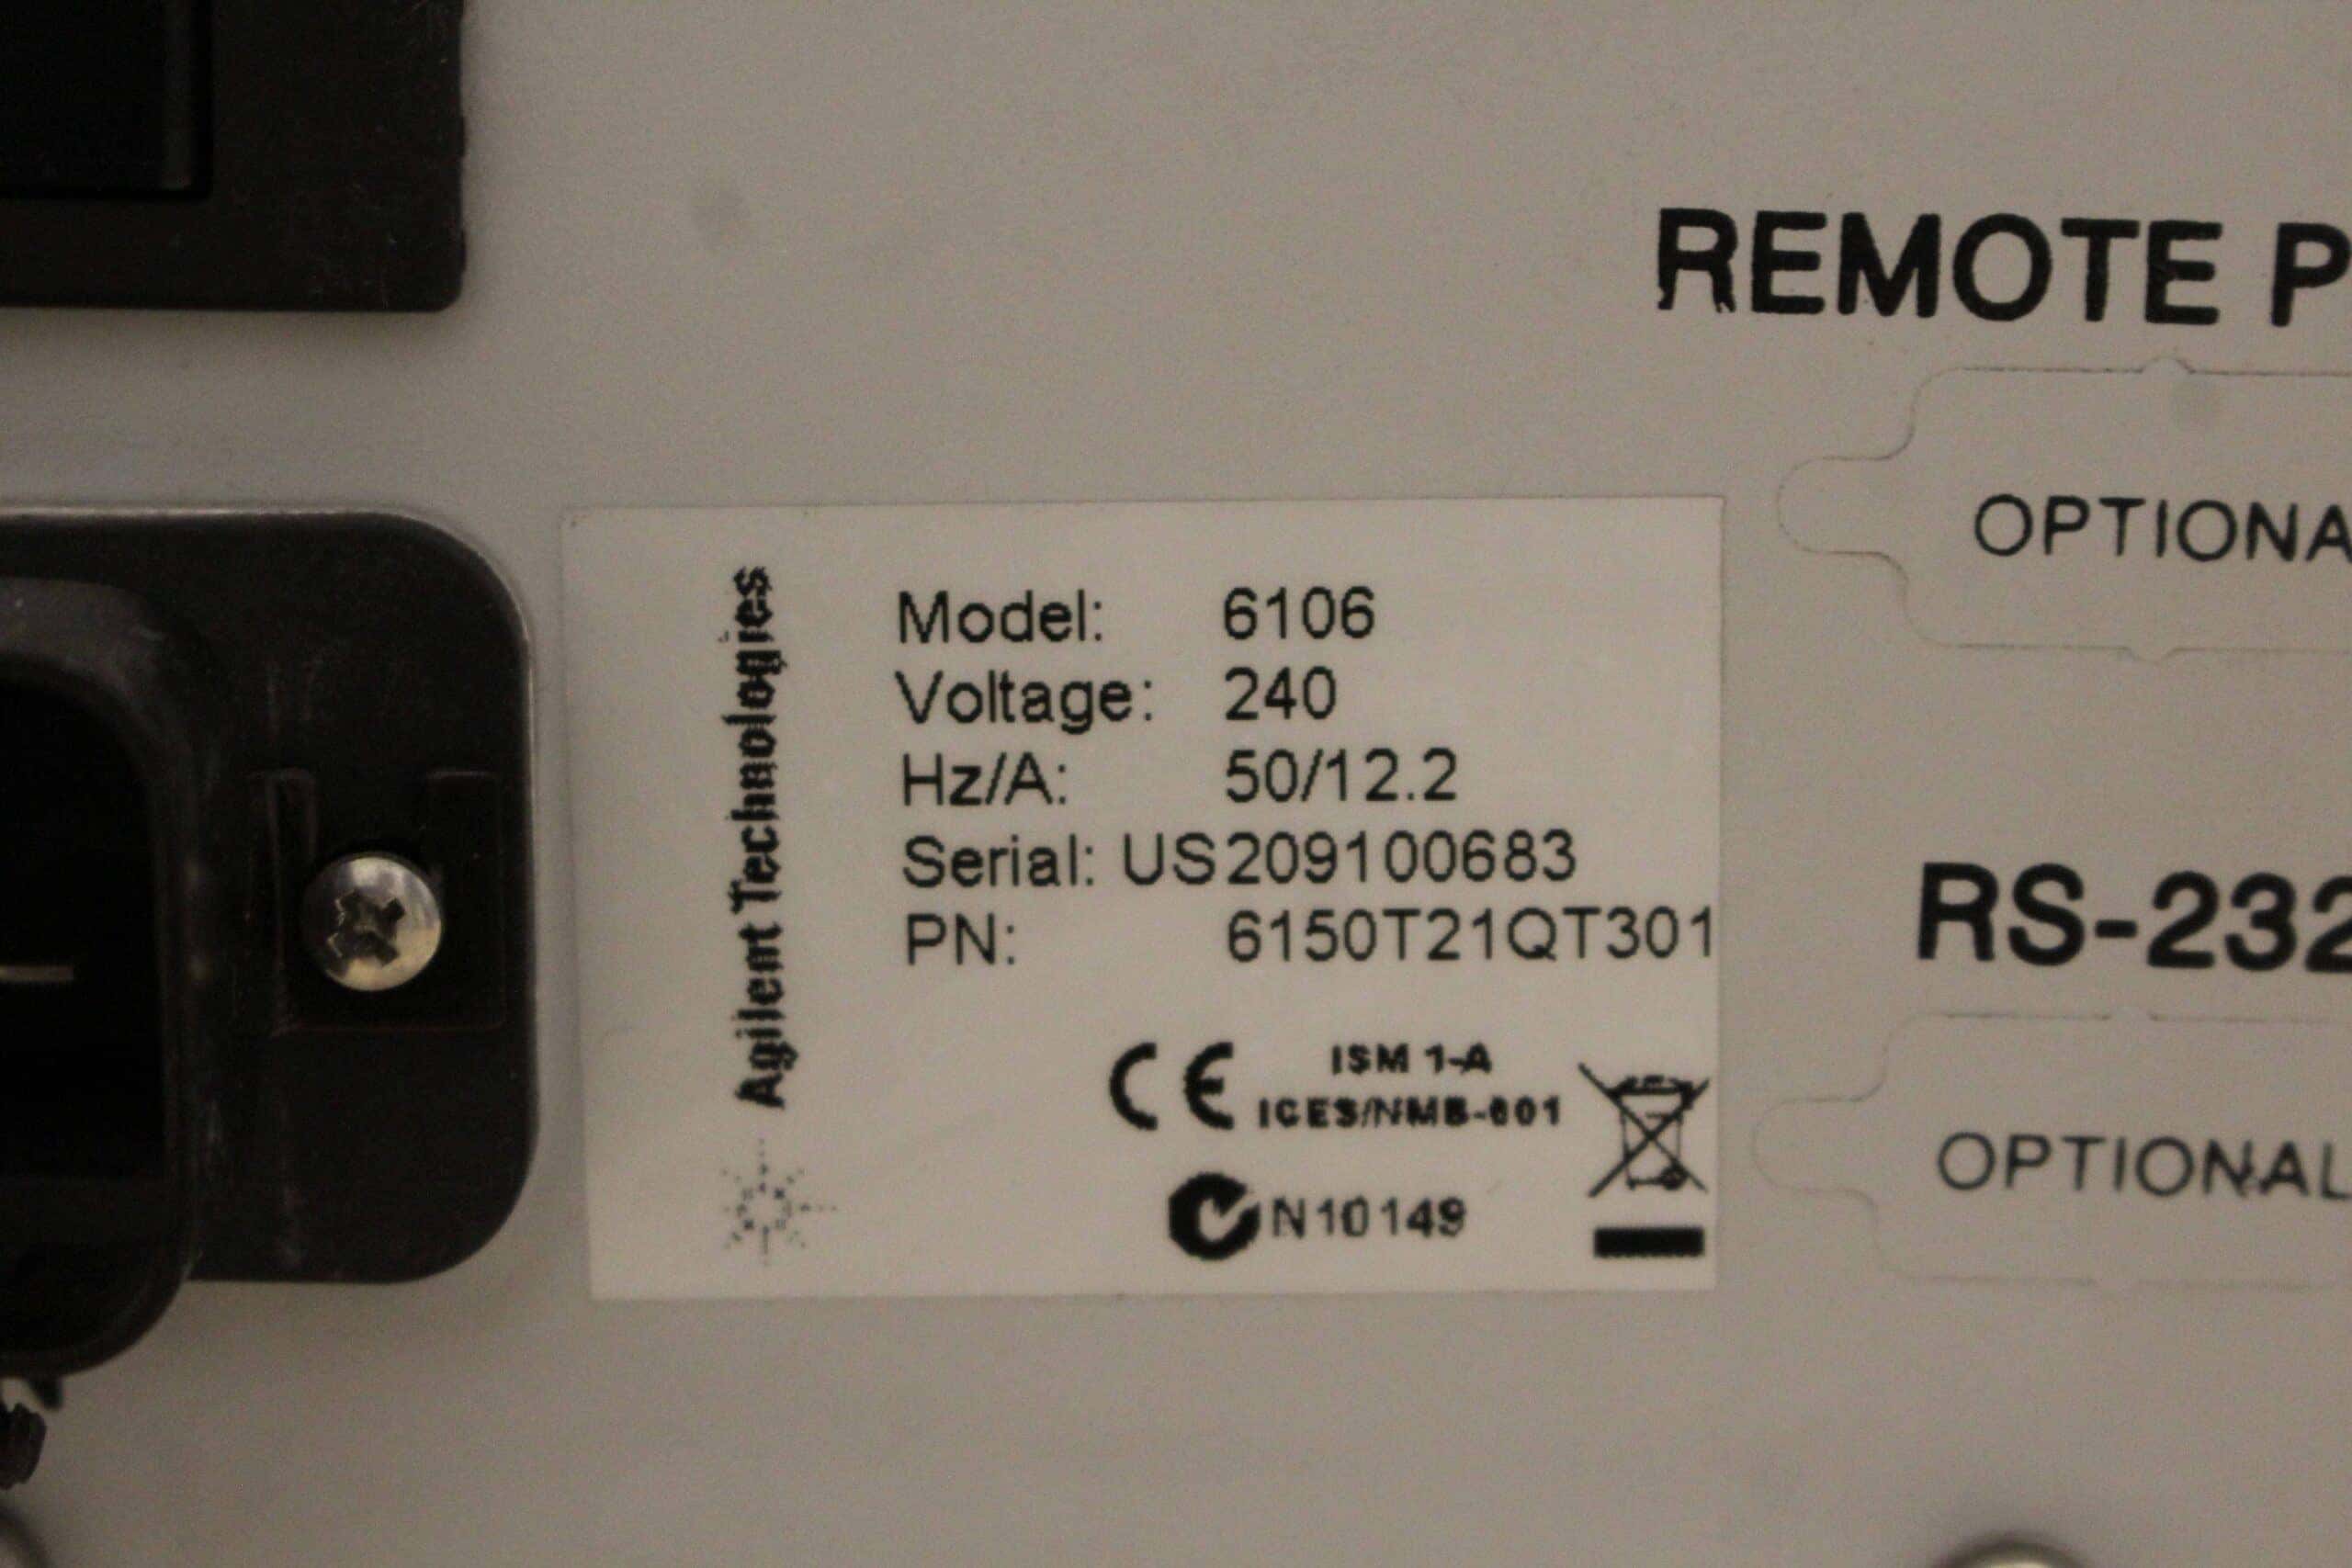 REMOTE P
OPTIONA
Agilent Technologies
Model: 6106
Voltage: 240
Hz/A: 50/12.2
Serial: US209100683
PN: 6150T21QT301
RS-232
CE ISM 1-A
ICES/NMB-001
N10149
OPTIONAL